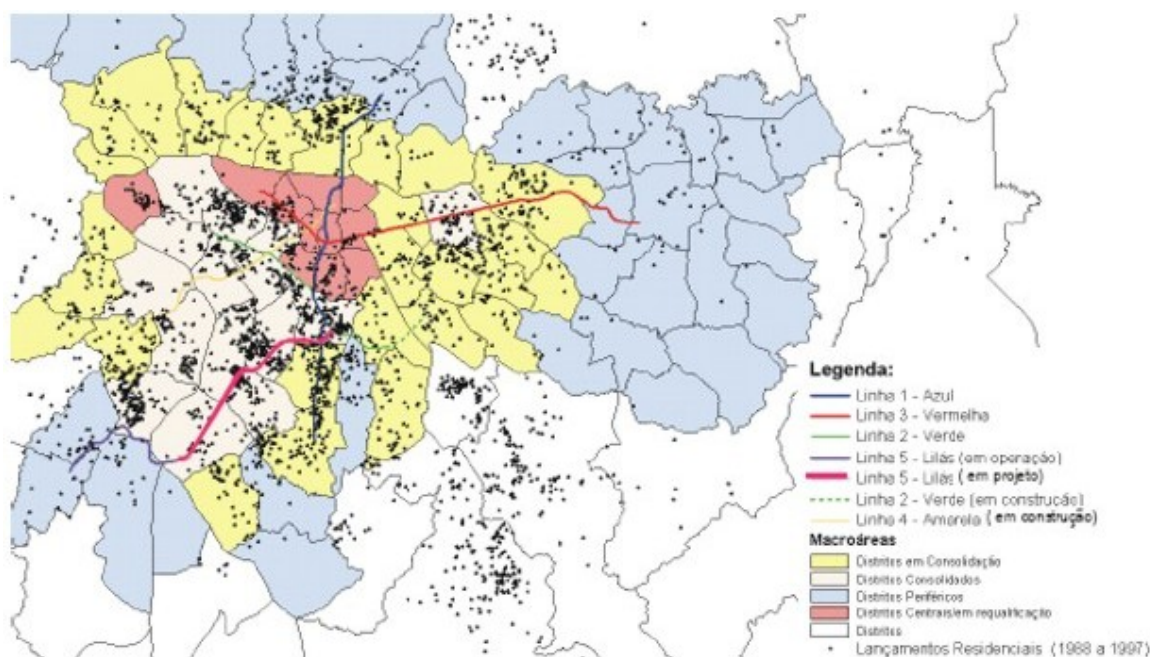 Legenda:
Linha 1 - Azul
Linha 3 - Vermelha
Linha 2 - Verde
Linha 5 - Lilás (em operação)
Linha 5 - Lilás ( em projeto)
Linha 2 - Verde (em construcão)
Linha 4 - Amarela ( em construção)
Macroáreas
Distritos em Consolidação
Distritos Consolidados
Distritos Periféricos
Distritos Centrais/em requalificação
Distritos
Lançamentos Residenciais (1988 a 1997)